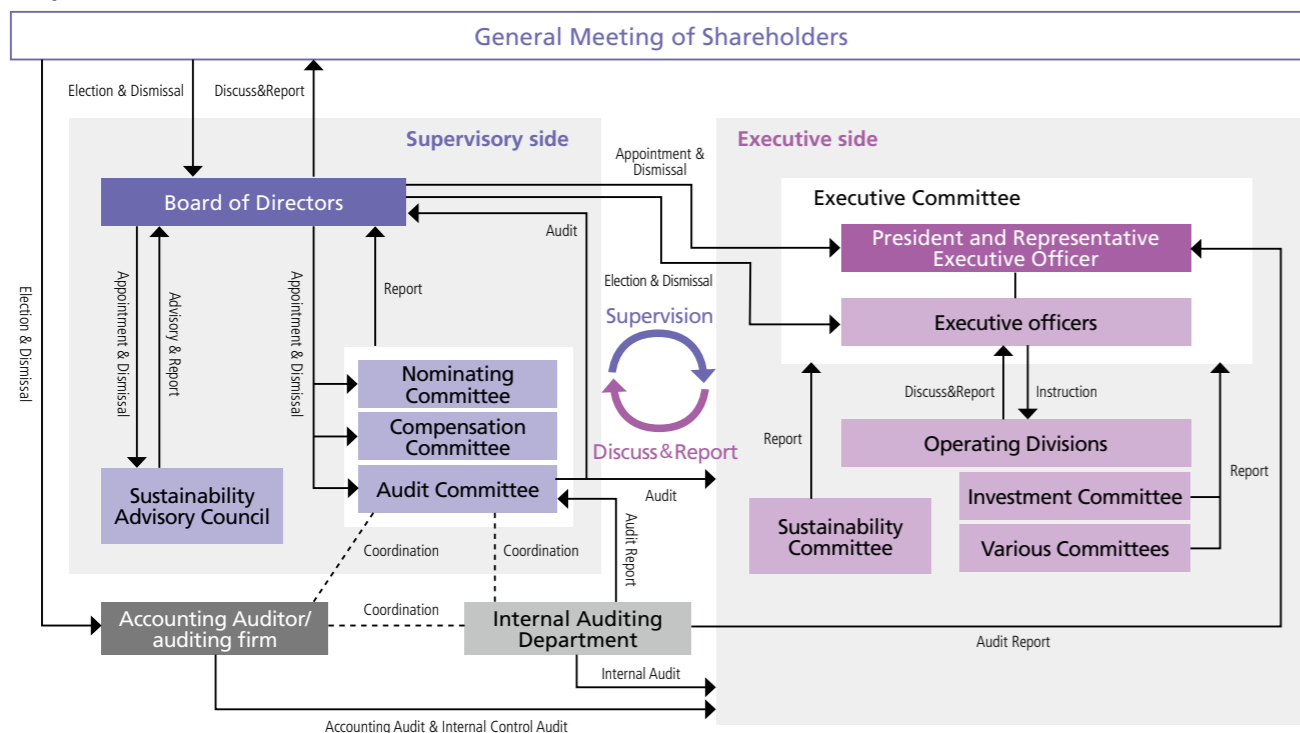 General Meeting of Shareholders
Election & Dismissal
Discuss&Report
Supervisory side
Executive side
Appointment &
Dismissal
Board of Directors
Executive Committee
Audit
President and Representative
Executive Officer
Election & Dismissal
Election & Dismissal
Appointment & Dismissal
Advisory & Report
Appointment & Dismissal
Report
Supervision
Executive officers
Nominating
Committee
Discuss&Report
Instruction
Compensation
Committee
Discuss&Report
Report
Operating Divisions
Report
Audit Committee
Audit
Sustainability
Advisory Council
Investment Committee
Sustainability
Committee
Various Committees
Coordination
Coordination
Audit Report
Accounting Auditor/
auditing firm
Coordination
Internal Auditing
Department
Audit Report
Internal Audit
Accounting Audit & Internal Control Audit